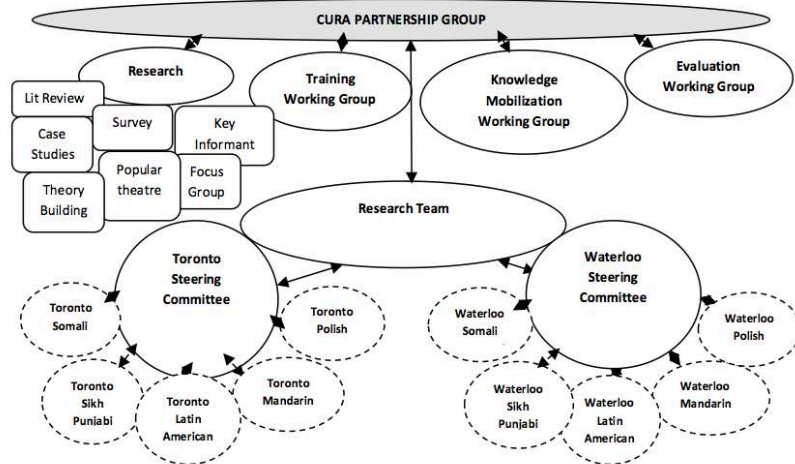 CURA PARTNERSHIP GROUP
Research
Training
Working Group
Knowledge
Mobilization
Working Group
Evaluation
Working Group
Lit Review
Survey
Key
Informant
Case
Studies
Popular
theatre
Focus
Group
Theory
Building
Research Team
Toronto
Steering
Committee
Waterloo
Steering
Committee
Toronto
Somali
Toronto
Polish
Toronto
Sikh
Punjabi
Toronto
Latin
American
Toronto
Mandarin
Waterloo
Somali
Waterloo
Polish
Waterloo
Sikh
Punjabi
Waterloo
Latin
American
Waterloo
Mandarin